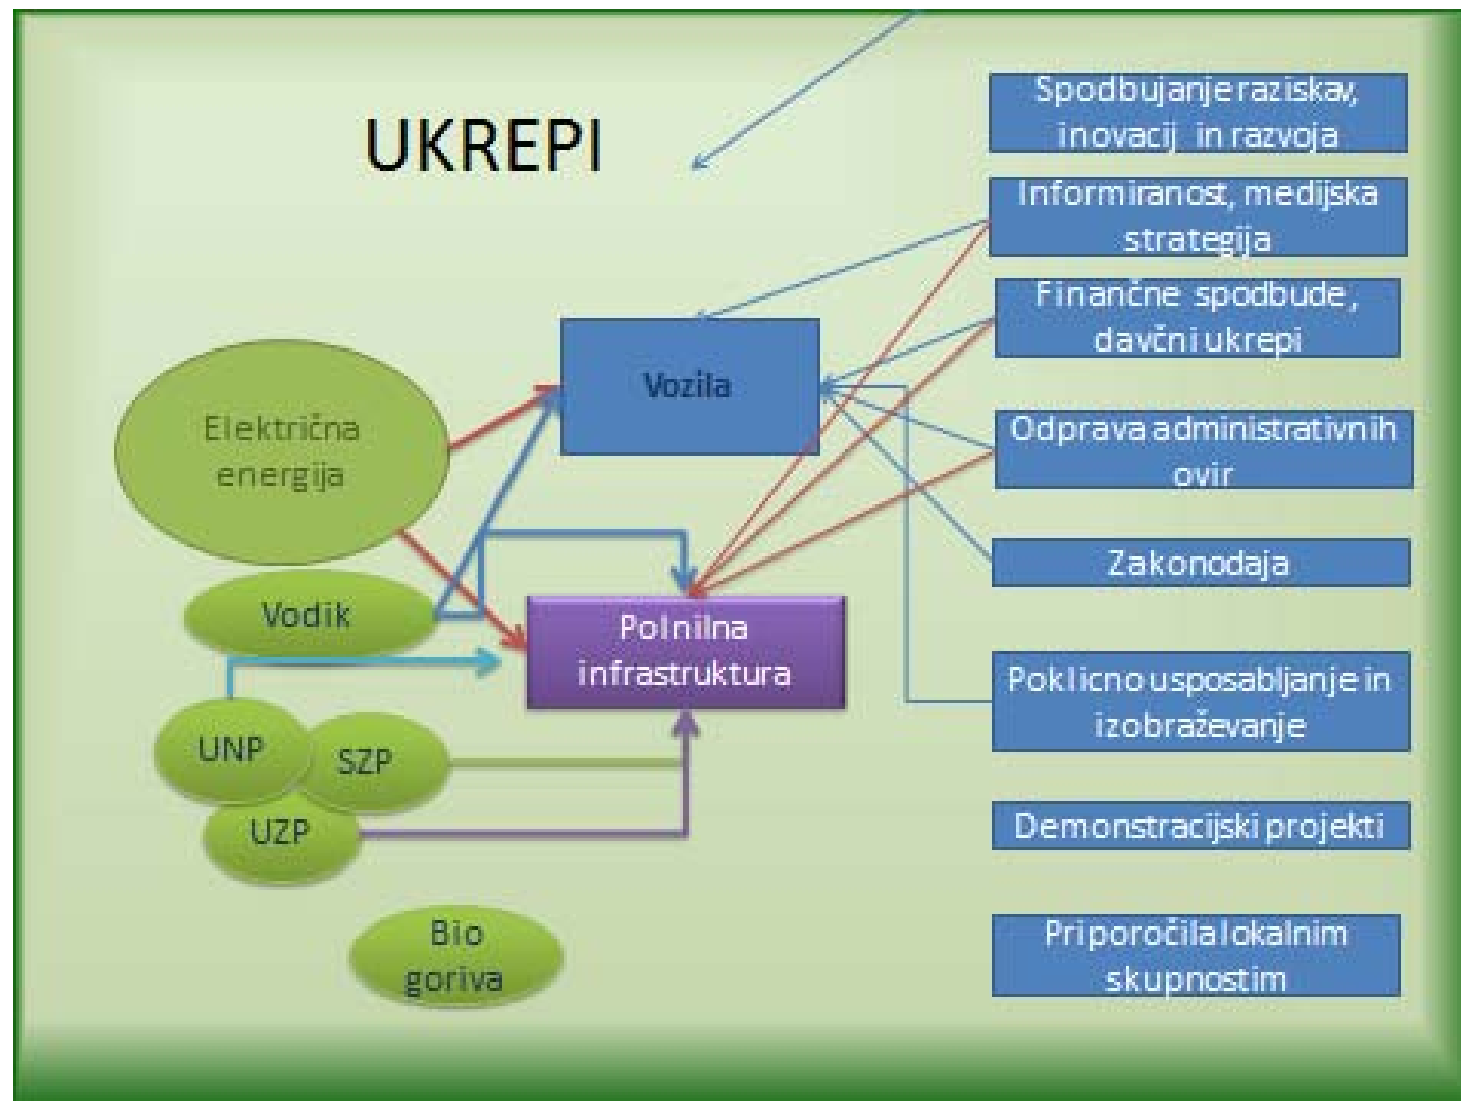 UKREPI
Spodbujanje raziskav,
inovacij in razvoja
Informiranost, medijska
strategija
Finančne spodbude,
davčni ukrepi
Odprava administrativnih
ovir
Zakonodaja
Poklicno usposabljanje in
izobraževanje
Demonstracijski projekti
Priporočila lokalnim
skupnostim
Vozila
Polnilna
infrastruktura
Električna
energija
Vodik
UNP
SZP
UZP
Bio
goriva